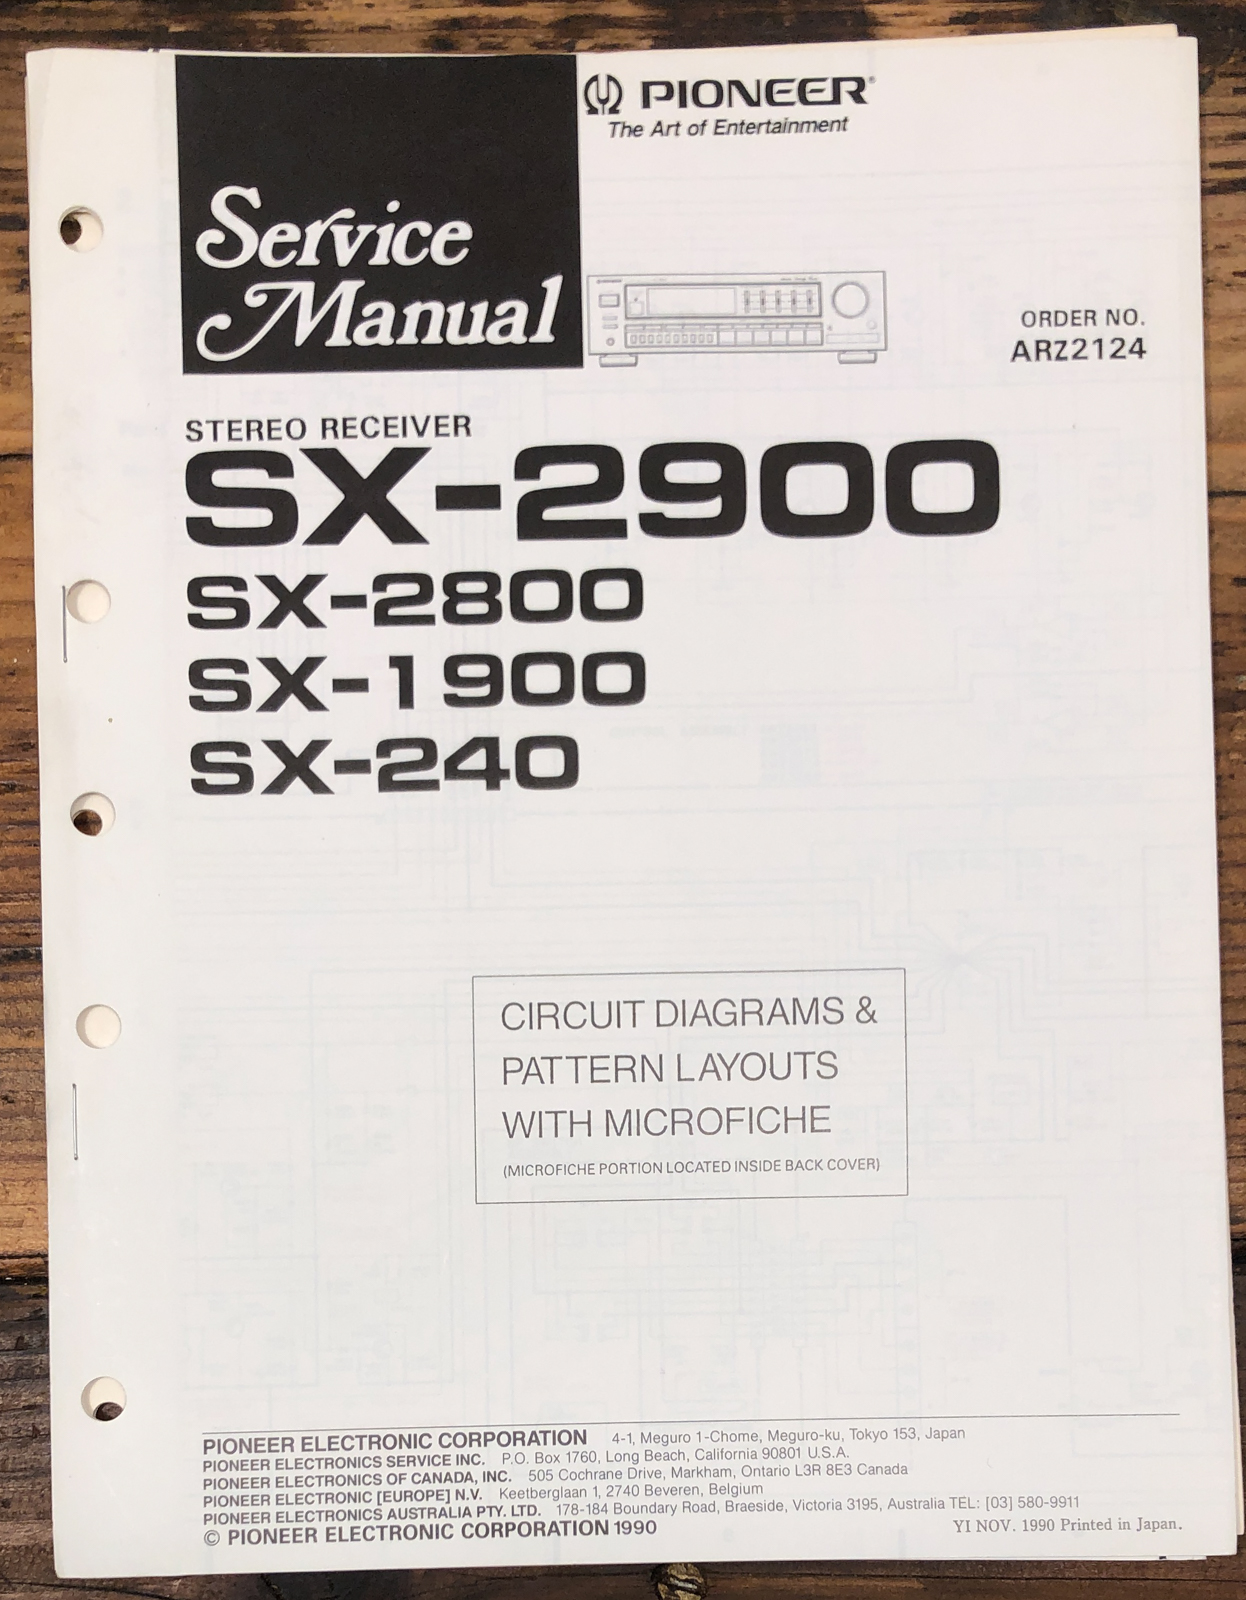 PIONEER®
The Art of Entertainment
Service
Manual
ORDER NO.
ARZ2124
STEREO RECEIVER
SX-2900
SX-2800
SX-1900
SX-240
CIRCUIT DIAGRAMS &
PATTERN LAYOUTS
WITH MICROFICHE
(MICROFICHE PORTION LOCATED INSIDE BACK COVER)
PIONEER ELECTRONIC CORPORATION 4-1, Meguro 1-Chome, Meguro-ku, Tokyo 153, Japan
PIONEER ELECTRONICS SERVICE INC. P.O. Box 1760, Long Beach, California 90801 U.S.A.
PIONEER ELECTRONICS OF CANADA, INC. 505 Cochrane Drive, Markham, Ontario L3R 8E3 Canada
PIONEER ELECTRONIC [EUROPE] N.V. Keetberglaan 1, 2740 Beveren, Belgium
PIONEER ELECTRONICS AUSTRALIA PTY. LTD. 178-184 Boundary Road, Braeside, Victoria 3195, Australia TEL: [03] 580-9911
© PIONEER ELECTRONIC CORPORATION 1990
YI NOV. 1990 Printed in Japan.